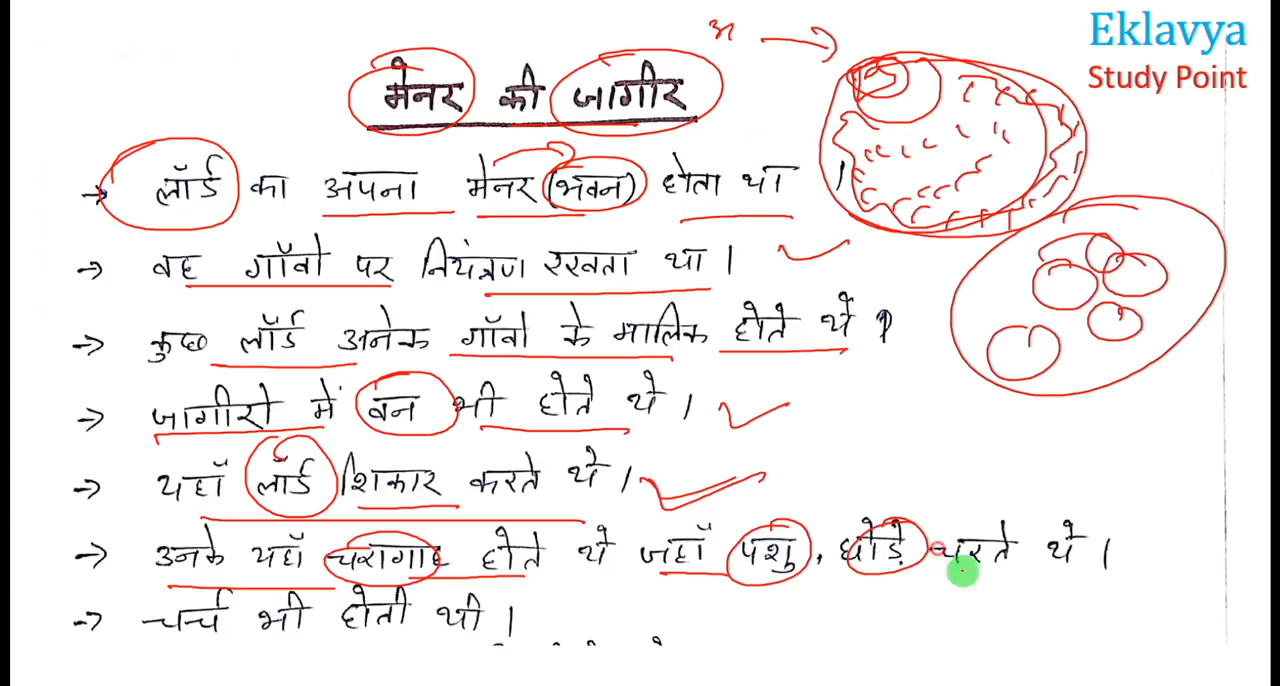 Eklavya
Study Point
अ →
मेनर की जागीर
→ लॉर्ड का अपना मेनर (भवन) होता था ।
→ वह गाँवो पर नियंत्रण रखता था ।
→ कुछ लॉर्ड अनेक गाँवो के मालिक होते थे ।
→ जागीरो में वन भी होते थे ।
→ यहाँ लॉर्ड शिकार करते थे ।
→ उनके यहाँ चरागाह होते थे जहाँ पशु, घोड़े चरते थे ।
→ चर्च भी होती थी ।